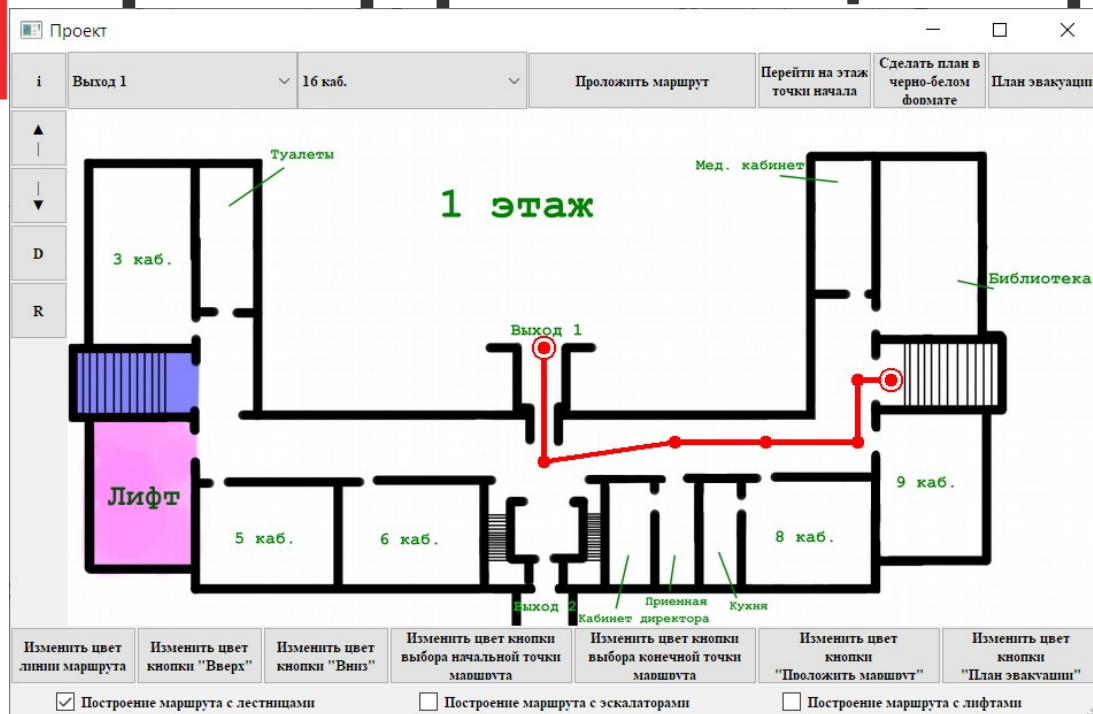 Проект
i
Выход 1
16 каб.
Проложить маршрут
Перейти на этаж
точки начала
Сделать план в
черно-белом
формате
План эвакуации
D
R
Туалеты
Мед. кабинет
1 этаж
3 каб.
Библиотека
Выход 1
Лифт
9 каб.
5 каб.
6 каб.
8 каб.
Выход 2
Приемная
Кухня
Кабинет директора
Изменить цвет
линии маршрута
Изменить цвет
кнопки "Вверх"
Изменить цвет
кнопки "Вниз"
Изменить цвет кнопки
выбора начальной точки
маршрута
Изменить цвет кнопки
выбора конечной точки
маршрута
Изменить цвет
кнопки
"Проложить маршрут"
Изменить цвет
кнопки
"План эвакуации"
Построение маршрута с лестницами
Построение маршрута с эскалаторами
Построение маршрута с лифтами